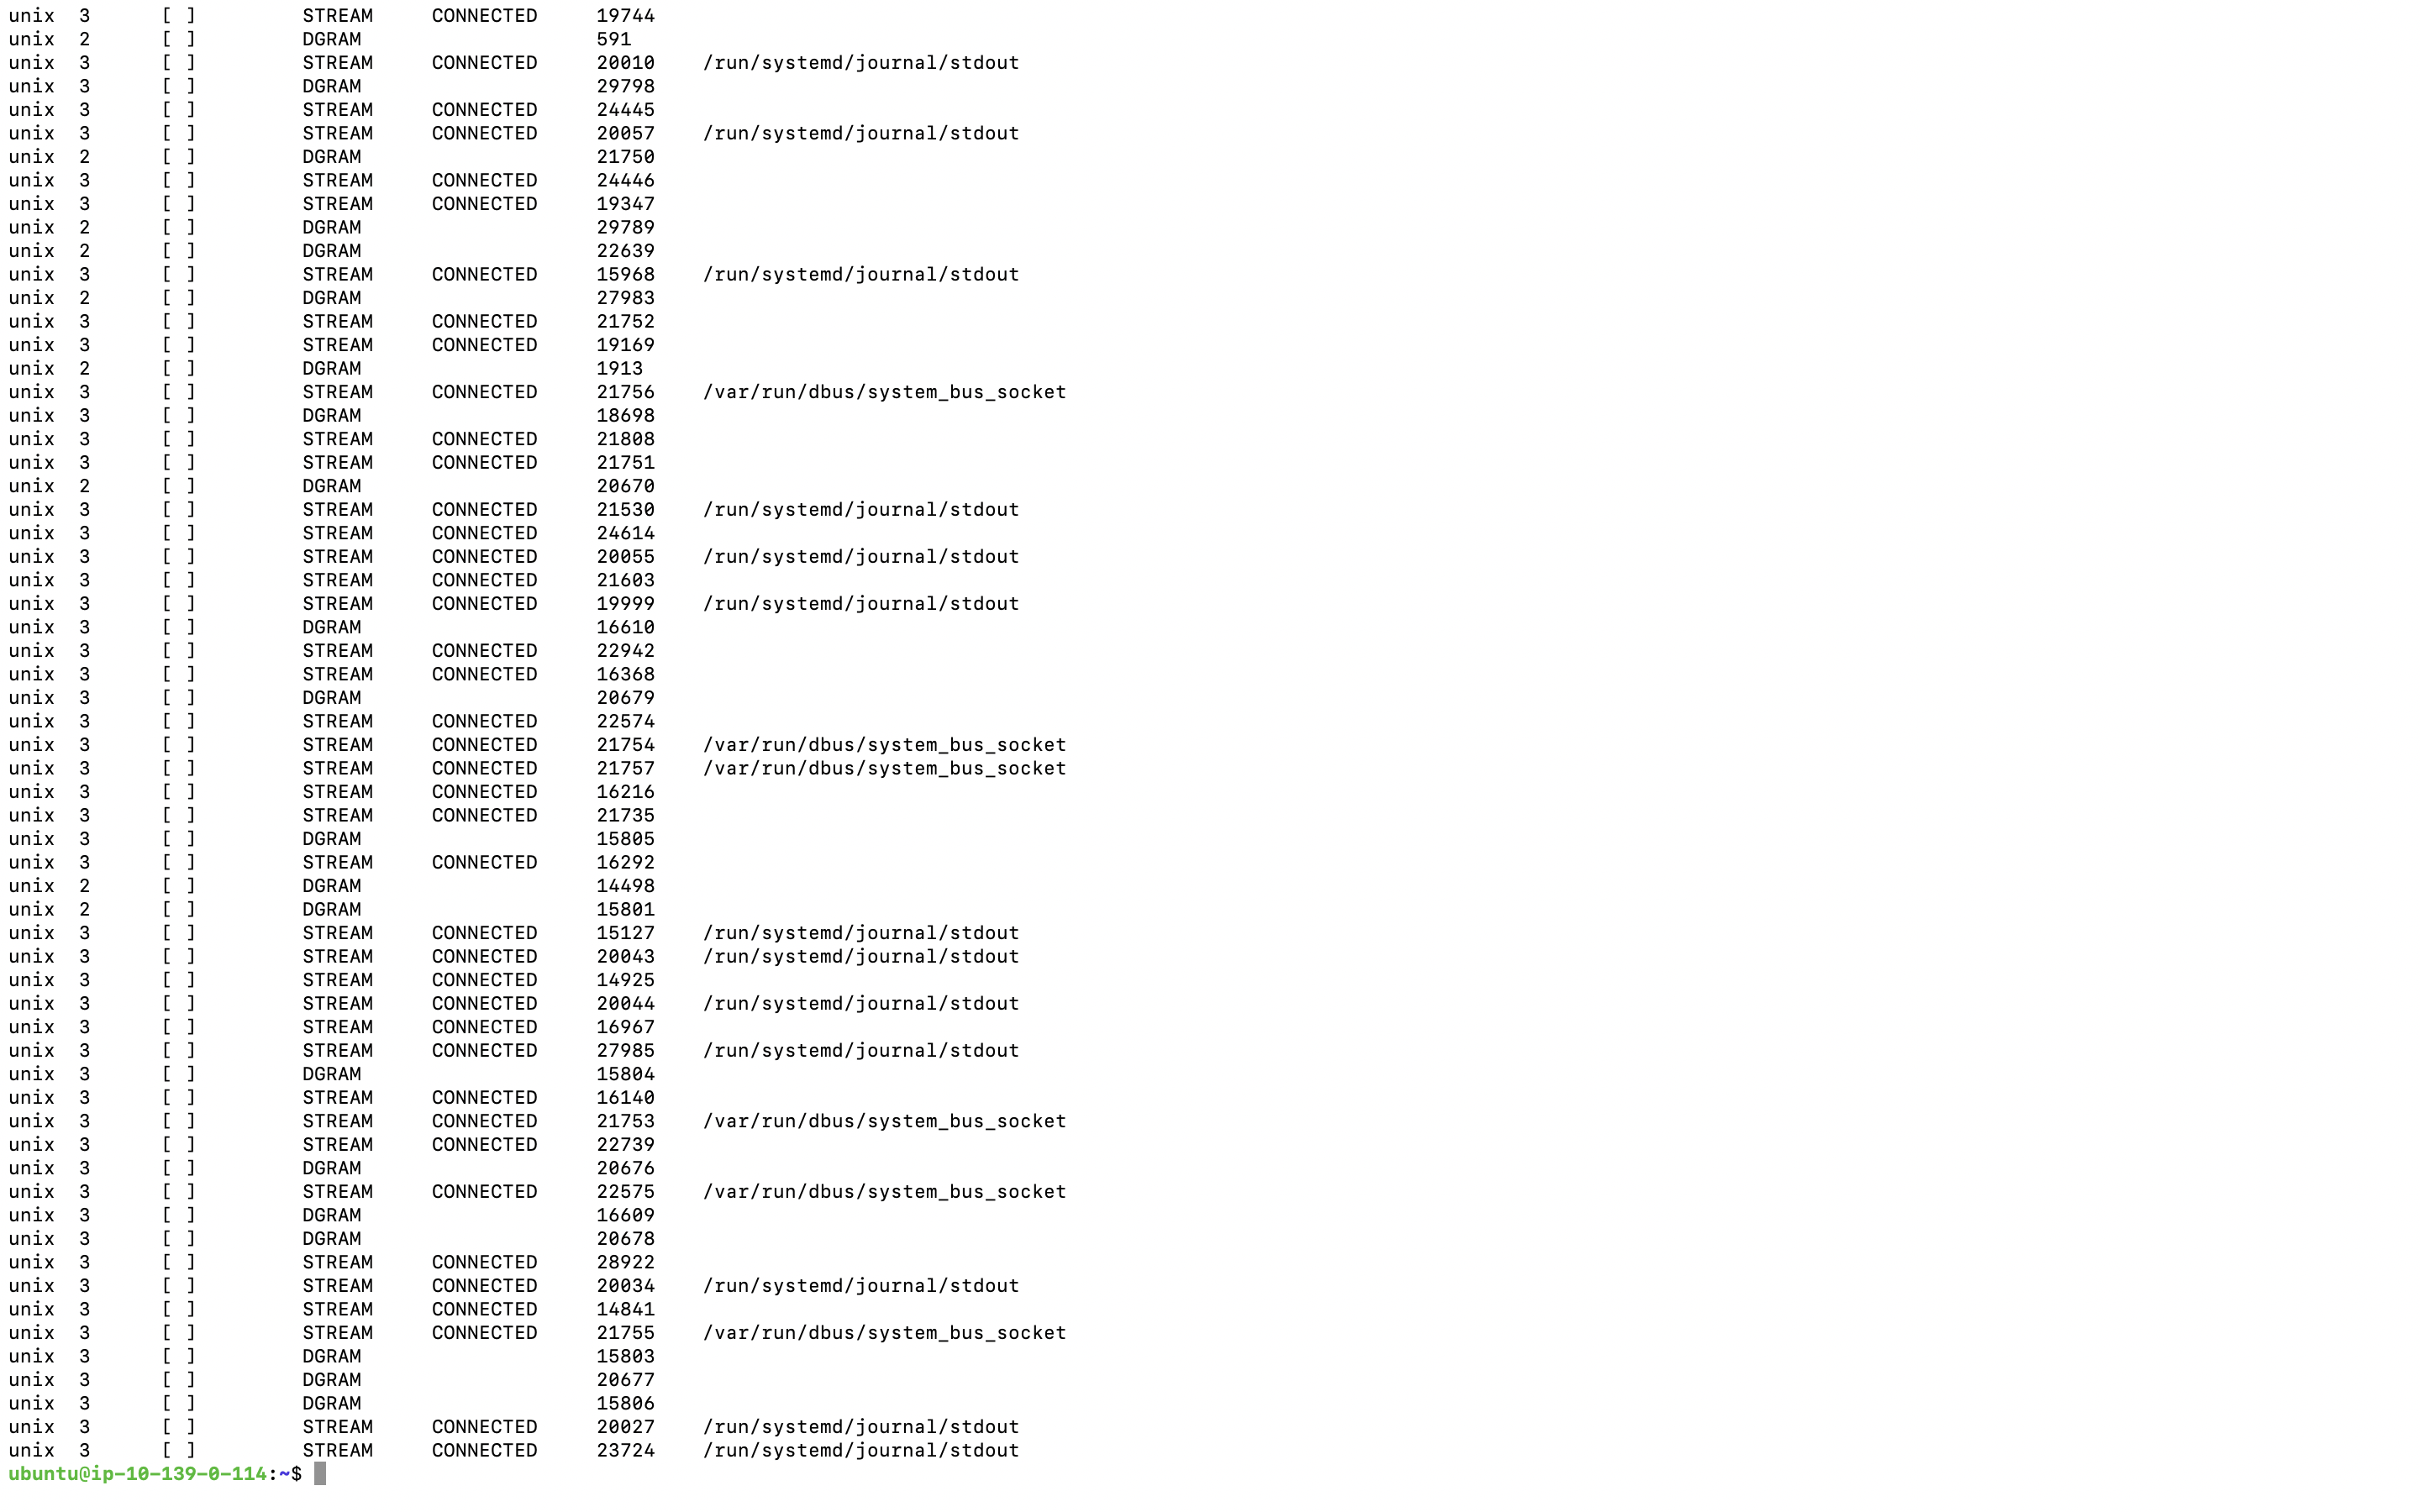 unix  3      [ ]         STREAM     CONNECTED     19744
unix  2      [ ]         DGRAM                    591
unix  3      [ ]         STREAM     CONNECTED     20010    /run/systemd/journal/stdout
unix  3      [ ]         DGRAM                    29798
unix  3      [ ]         STREAM     CONNECTED     24445
unix  3      [ ]         STREAM     CONNECTED     20057    /run/systemd/journal/stdout
unix  2      [ ]         DGRAM                    21750
unix  3      [ ]         STREAM     CONNECTED     24446
unix  3      [ ]         STREAM     CONNECTED     19347
unix  2      [ ]         DGRAM                    29789
unix  2      [ ]         DGRAM                    22639
unix  3      [ ]         STREAM     CONNECTED     15968    /run/systemd/journal/stdout
unix  2      [ ]         DGRAM                    27983
unix  3      [ ]         STREAM     CONNECTED     21752
unix  3      [ ]         STREAM     CONNECTED     19169
unix  2      [ ]         DGRAM                    1913
unix  3      [ ]         STREAM     CONNECTED     21756    /var/run/dbus/system_bus_socket
unix  3      [ ]         DGRAM                    18698
unix  3      [ ]         STREAM     CONNECTED     21808
unix  3      [ ]         STREAM     CONNECTED     21751
unix  2      [ ]         DGRAM                    20670
unix  3      [ ]         STREAM     CONNECTED     21530    /run/systemd/journal/stdout
unix  3      [ ]         STREAM     CONNECTED     24614
unix  3      [ ]         STREAM     CONNECTED     20055    /run/systemd/journal/stdout
unix  3      [ ]         STREAM     CONNECTED     21603
unix  3      [ ]         STREAM     CONNECTED     19999    /run/systemd/journal/stdout
unix  3      [ ]         DGRAM                    16610
unix  3      [ ]         STREAM     CONNECTED     22942
unix  3      [ ]         STREAM     CONNECTED     16368
unix  3      [ ]         DGRAM                    20679
unix  3      [ ]         STREAM     CONNECTED     22574
unix  3      [ ]         STREAM     CONNECTED     21754    /var/run/dbus/system_bus_socket
unix  3      [ ]         STREAM     CONNECTED     21757    /var/run/dbus/system_bus_socket
unix  3      [ ]         STREAM     CONNECTED     16216
unix  3      [ ]         STREAM     CONNECTED     21735
unix  3      [ ]         DGRAM                    15805
unix  3      [ ]         STREAM     CONNECTED     16292
unix  2      [ ]         DGRAM                    14498
unix  2      [ ]         DGRAM                    15801
unix  3      [ ]         STREAM     CONNECTED     15127    /run/systemd/journal/stdout
unix  3      [ ]         STREAM     CONNECTED     20043    /run/systemd/journal/stdout
unix  3      [ ]         STREAM     CONNECTED     14925
unix  3      [ ]         STREAM     CONNECTED     20044    /run/systemd/journal/stdout
unix  3      [ ]         STREAM     CONNECTED     16967
unix  3      [ ]         STREAM     CONNECTED     27985    /run/systemd/journal/stdout
unix  3      [ ]         DGRAM                    15804
unix  3      [ ]         STREAM     CONNECTED     16140
unix  3      [ ]         STREAM     CONNECTED     21753    /var/run/dbus/system_bus_socket
unix  3      [ ]         STREAM     CONNECTED     22739
unix  3      [ ]         DGRAM                    20676
unix  3      [ ]         STREAM     CONNECTED     22575    /var/run/dbus/system_bus_socket
unix  3      [ ]         DGRAM                    16609
unix  3      [ ]         DGRAM                    20678
unix  3      [ ]         STREAM     CONNECTED     28922
unix  3      [ ]         STREAM     CONNECTED     20034    /run/systemd/journal/stdout
unix  3      [ ]         STREAM     CONNECTED     14841
unix  3      [ ]         STREAM     CONNECTED     21755    /var/run/dbus/system_bus_socket
unix  3      [ ]         DGRAM                    15803
unix  3      [ ]         DGRAM                    20677
unix  3      [ ]         DGRAM                    15806
unix  3      [ ]         STREAM     CONNECTED     20027    /run/systemd/journal/stdout
unix  3      [ ]         STREAM     CONNECTED     23724    /run/systemd/journal/stdout
ubuntu@ip-10-139-0-114:~$